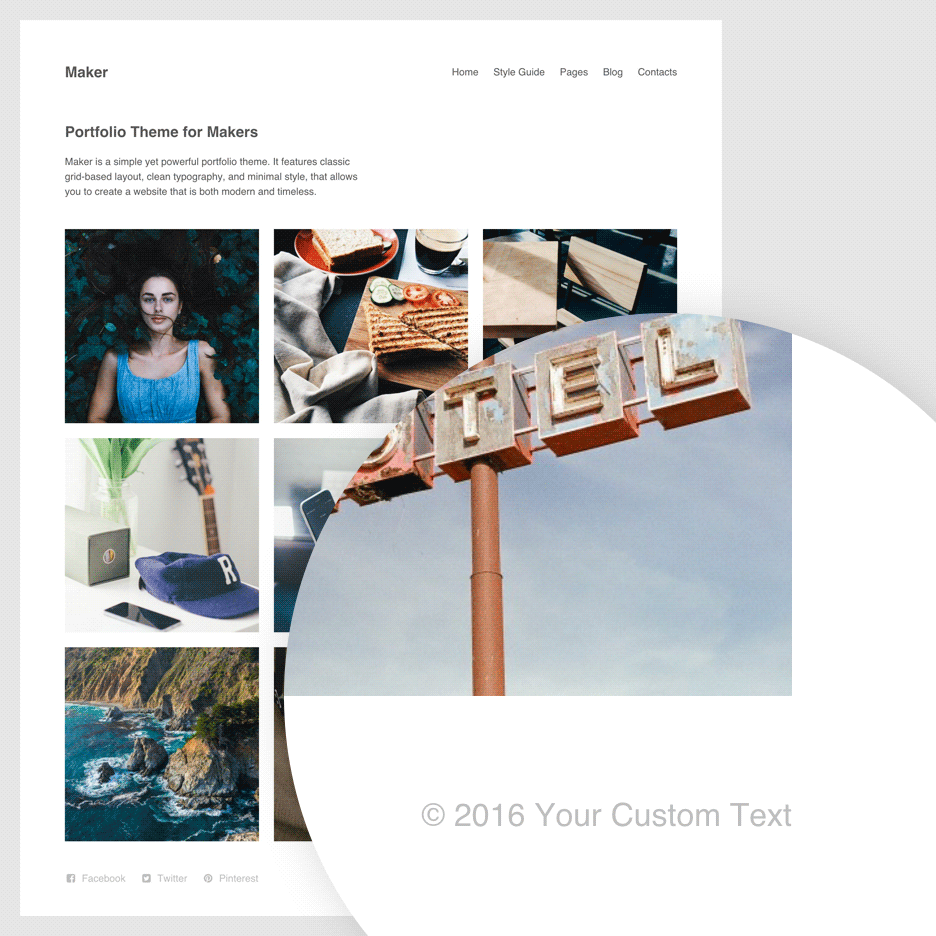 Maker
Home Style Guide Pages Blog Contacts
Portfolio Theme for Makers
Maker is a simple yet powerful portfolio theme. It features classic
grid-based layout, clean typography, and minimal style, that allows
you to create a website that is both modern and timeless.
TEL
R
© 2016 Your Custom Text
Facebook Twitter Pinterest